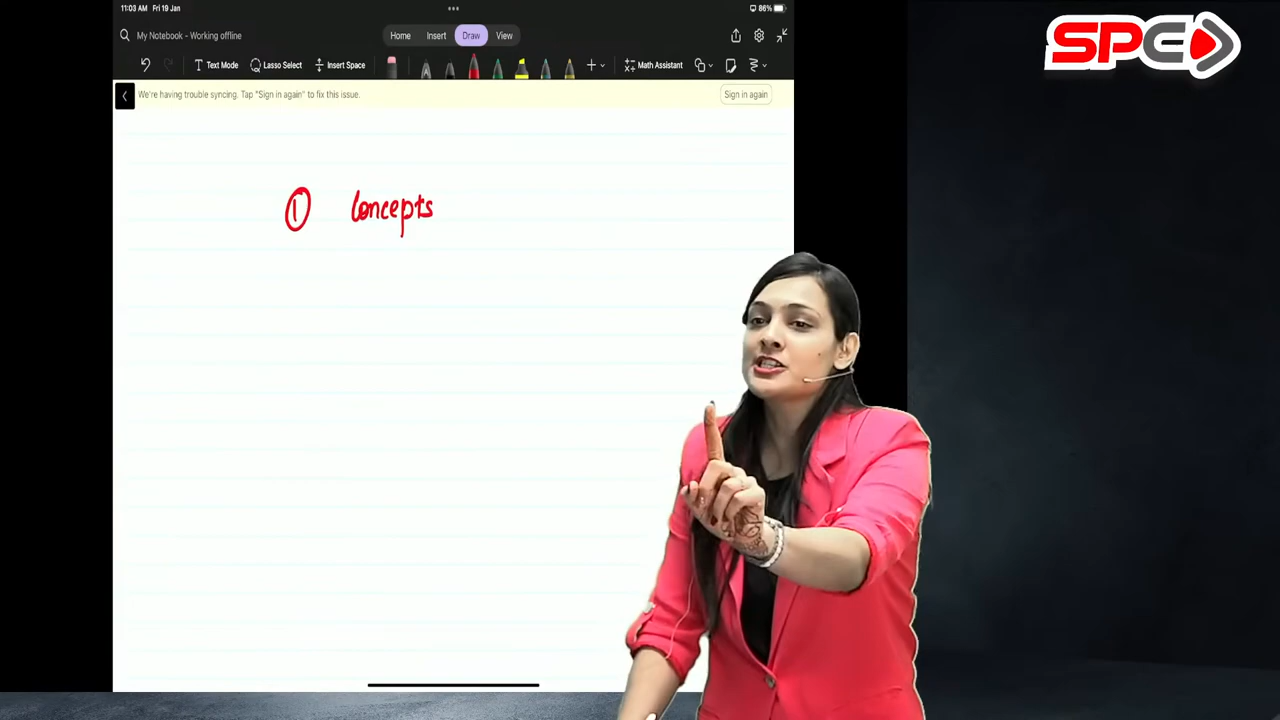 11:03 AM Fri 19 Jan
86%
SPE
My Notebook - Working offline
Home Insert Draw View
Text Mode Lasso Select Insert Space Math Assistant
We're having trouble syncing. Tap "Sign in again" to fix this issue. Sign in again
① Concepts